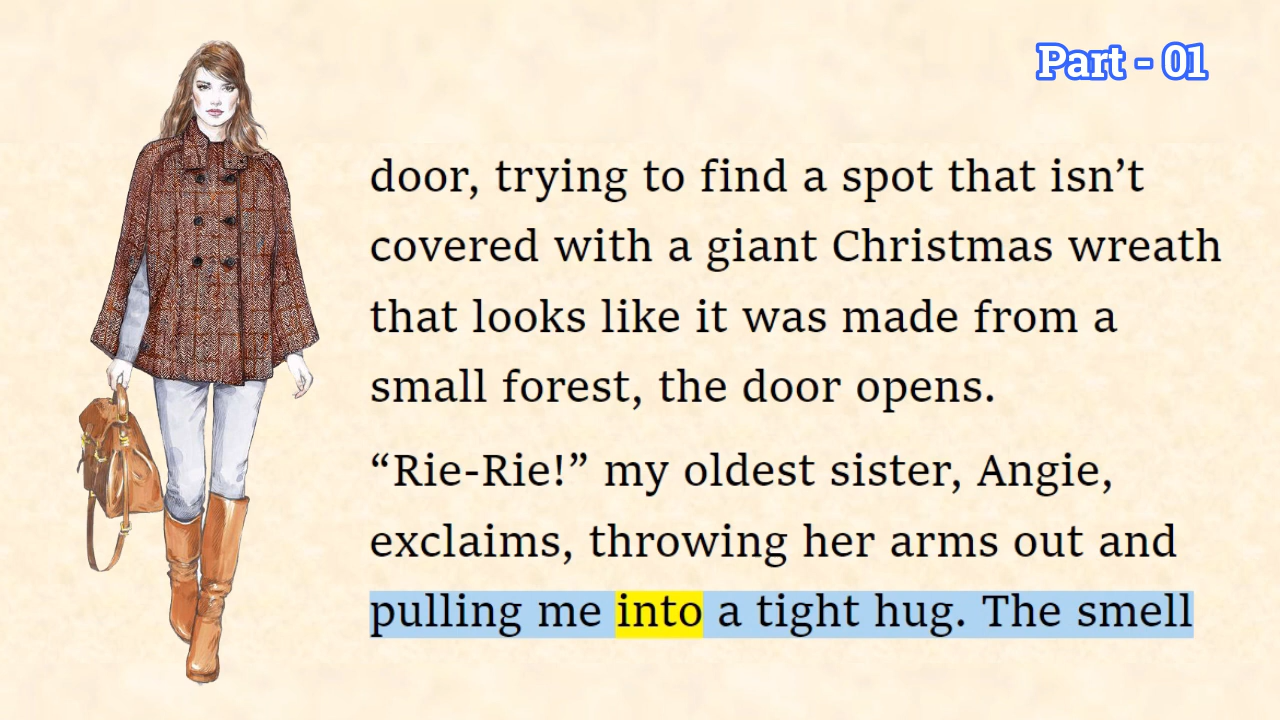 Part - 01
door, trying to find a spot that isn’t
covered with a giant Christmas wreath
that looks like it was made from a
small forest, the door opens.
“Rie-Rie!” my oldest sister, Angie,
exclaims, throwing her arms out and
pulling me into a tight hug. The smell